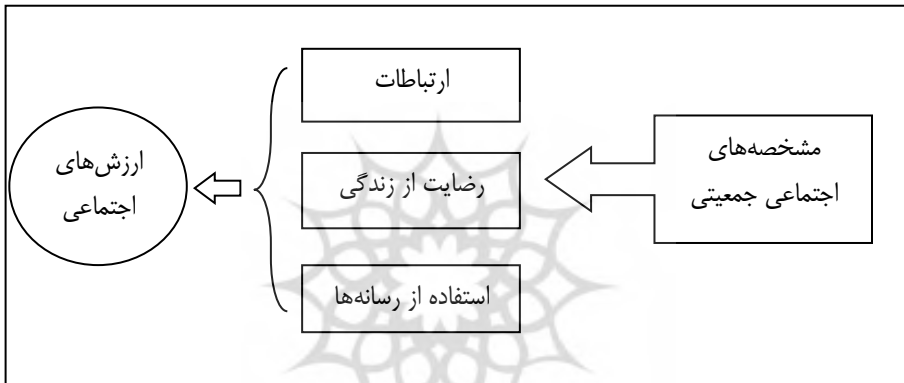 مشخصه‌های
اجتماعی جمعیتی
ارتباطات
رضایت از زندگی
استفاده از رسانه‌ها
ارزش‌های
اجتماعی